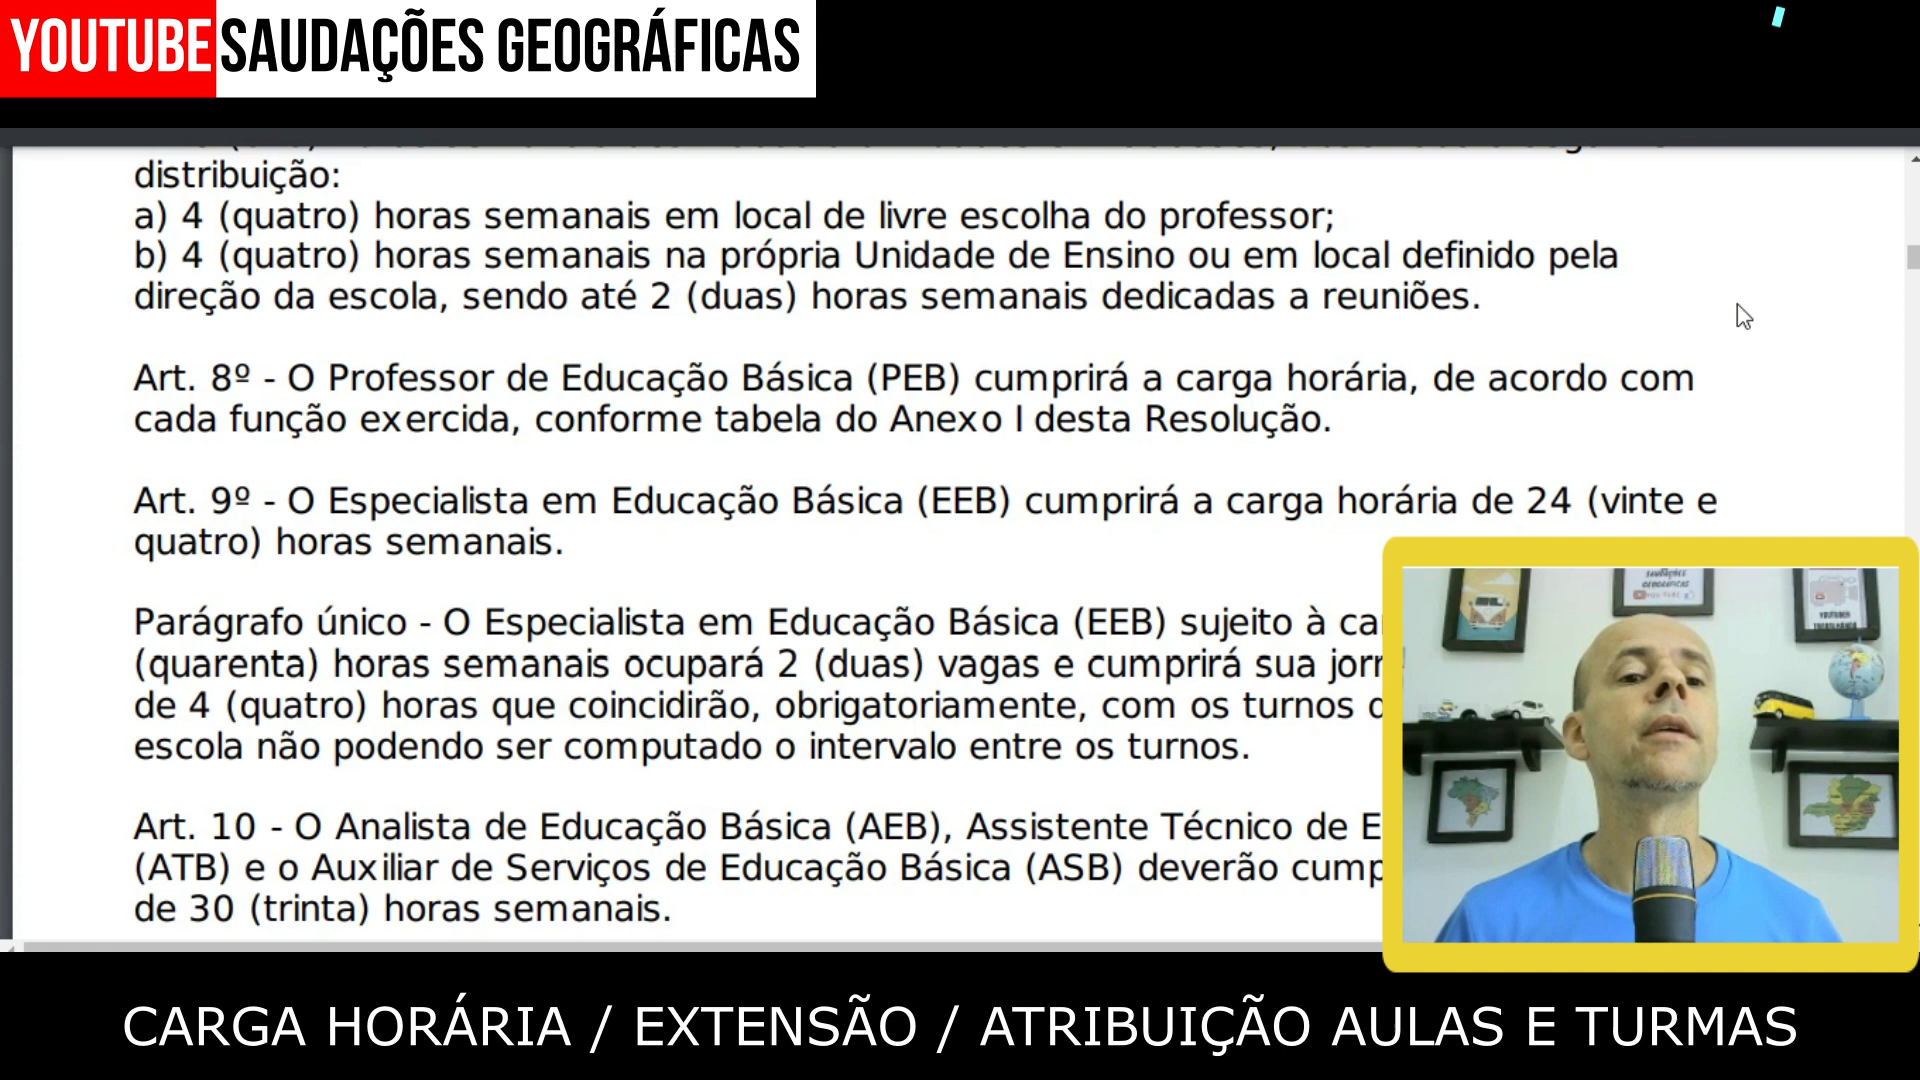 YOUTUBE SAUDAÇÕES GEOGRÁFICAS
distribuição:
a) 4 (quatro) horas semanais em local de livre escolha do professor;
b) 4 (quatro) horas semanais na própria Unidade de Ensino ou em local definido pela
direção da escola, sendo até 2 (duas) horas semanais dedicadas a reuniões.
Art. 8º - O Professor de Educação Básica (PEB) cumprirá a carga horária, de acordo com
cada função exercida, conforme tabela do Anexo I desta Resolução.
Art. 9º - O Especialista em Educação Básica (EEB) cumprirá a carga horária de 24 (vinte e
quatro) horas semanais.
Parágrafo único - O Especialista em Educação Básica (EEB) sujeito à
(quarenta) horas semanais ocupará 2 (duas) vagas e cumprirá sua
de 4 (quatro) horas que coincidirão, obrigatoriamente, com os turnos
escola não podendo ser computado o intervalo entre os turnos.
Art. 10 - O Analista de Educação Básica (AEB), Assistente Técnico de
(ATB) e o Auxiliar de Serviços de Educação Básica (ASB) deverão
de 30 (trinta) horas semanais.
SAUDAÇÕES
GEOGRÁFICAS
YOUTUBER
CARGA HORÁRIA / EXTENSÃO / ATRIBUIÇÃO AULAS E TURMAS